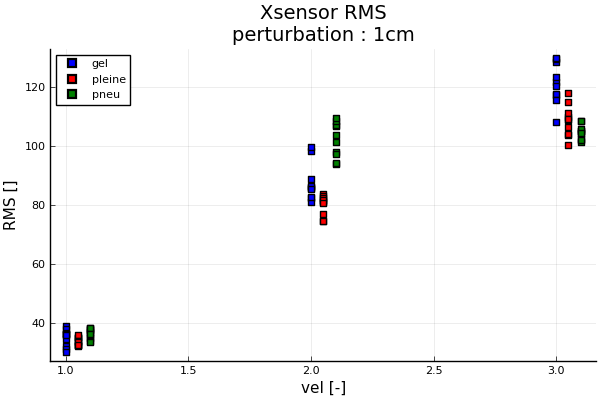 Xsensor RMS
perturbation : 1cm
gel
pleine
pneu
RMS []
120
100
80
60
40
1.0 1.5 2.0 2.5 3.0
vel [-]